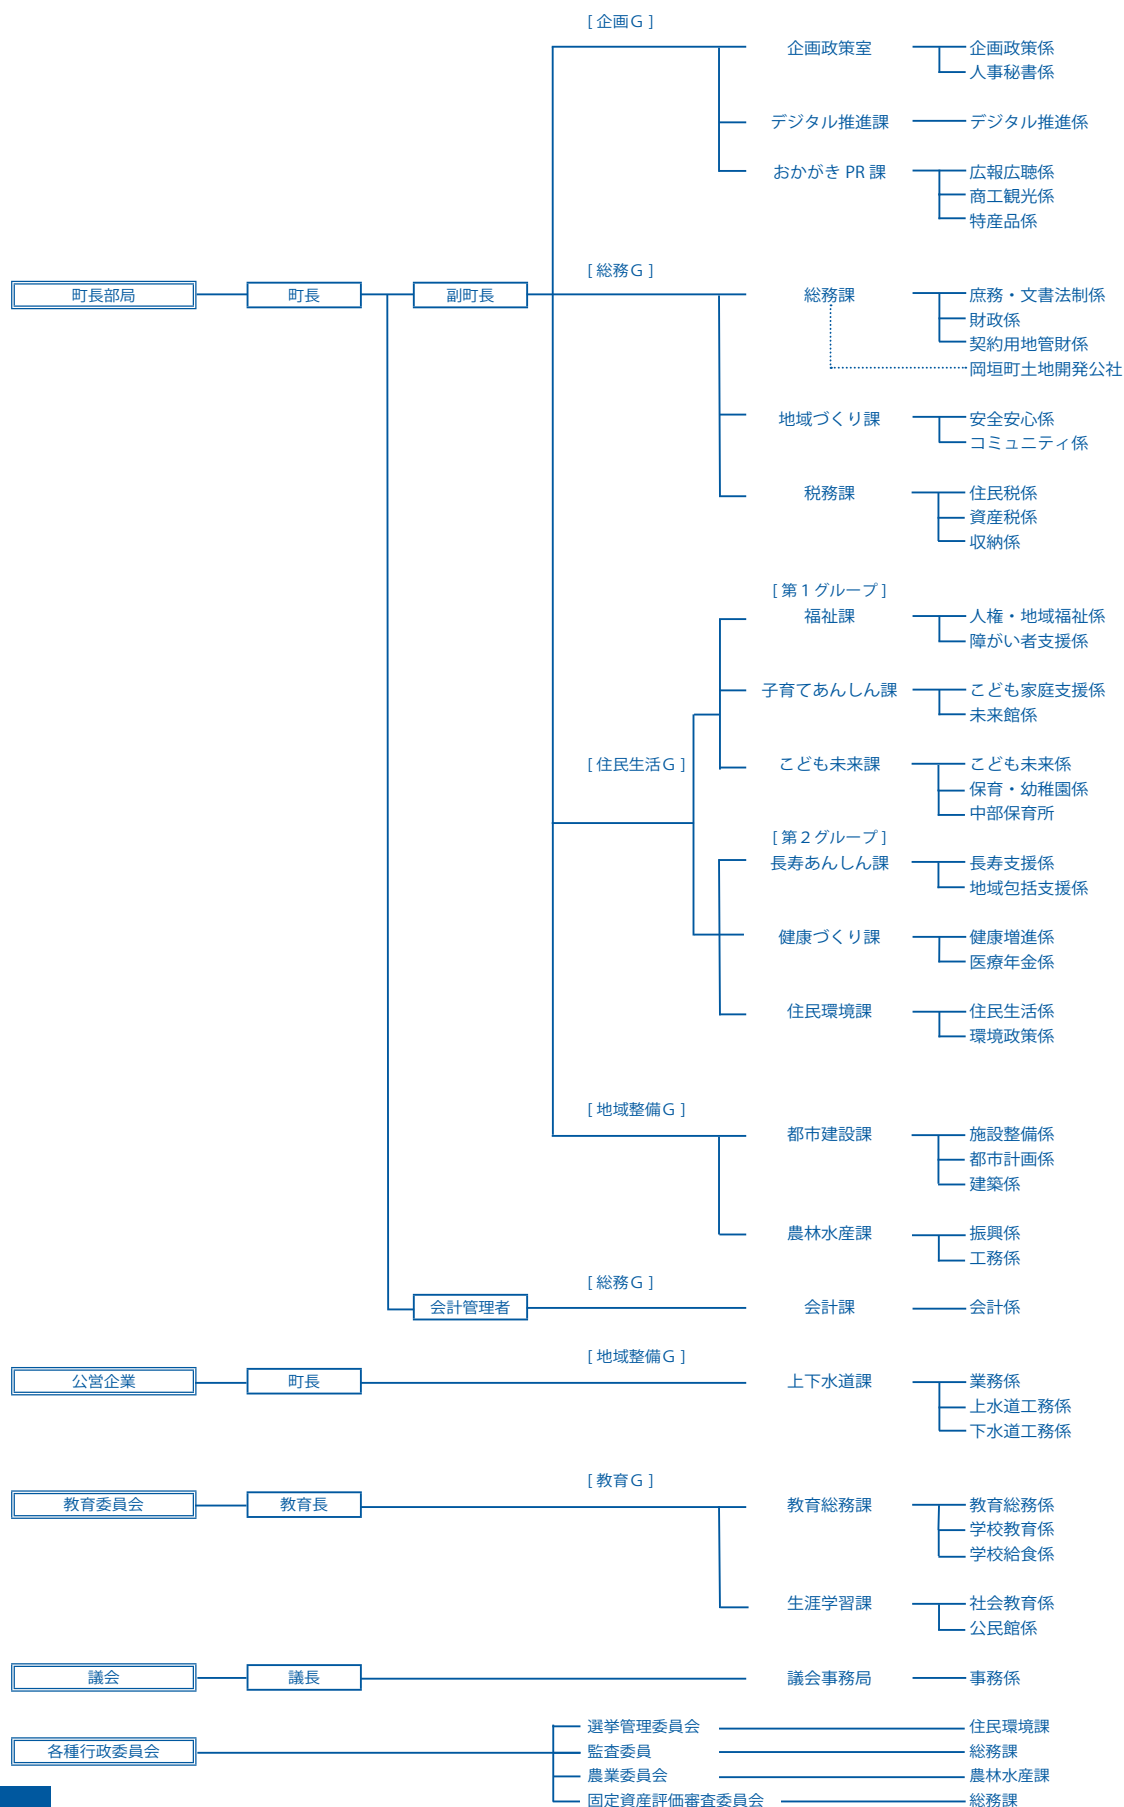 [ 企画G ]
企画政策室 企画政策係
人事秘書係
デジタル推進課 デジタル推進係
おかがき PR 課 広報広聴係
商工観光係
特産品係
[ 総務G ]
町長部局 町長 副町長 総務課 庶務・文書法制係
財政係
契約用地管財係
岡垣町土地開発公社
地域づくり課 安全安心係
コミュニティ係
税務課 住民税係
資産税係
収納係
[ 第1グループ ]
福祉課 人権・地域福祉係
障がい者支援係
子育てあんしん課 こども家庭支援係
未来館係
[ 住民生活G ] こども未来課 こども未来係
保育・幼稚園係
中部保育所
[ 第2グループ ]
長寿あんしん課 長寿支援係
地域包括支援係
健康づくり課 健康増進係
医療年金係
住民環境課 住民生活係
環境政策係
[ 地域整備G ]
都市建設課 施設整備係
都市計画係
建築係
農林水産課 振興係
工務係
[ 総務G ]
会計管理者 会計課 会計係
[ 地域整備G ]
公営企業 町長 上下水道課 業務係
上水道工務係
下水道工務係
[ 教育G ]
教育委員会 教育長 教育総務課 教育総務係
学校教育係
学校給食係
生涯学習課 社会教育係
公民館係
議会 議長 議会事務局 事務係
選挙管理委員会 住民環境課
各種行政委員会 監査委員 総務課
農業委員会 農林水産課
固定資産評価審査委員会 総務課